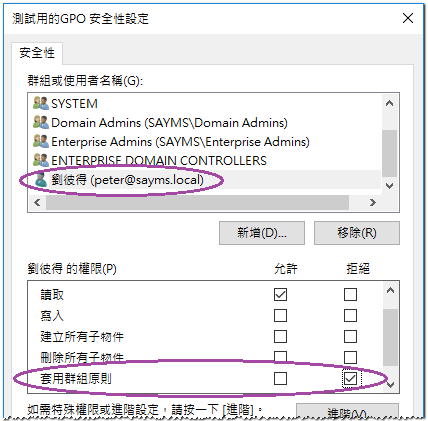 測試用的GPO 安全性設定
安全性
群組或使用者名稱(G):
SYSTEM
Domain Admins (SAYMS\Domain Admins)
Enterprise Admins (SAYMS\Enterprise Admins)
ENTERPRISE DOMAIN CONTROLLERS
劉彼得 (peter@sayms.local)
新增(D)... 移除(R)
劉彼得 的權限(P) 允許 拒絕
讀取
寫入
建立所有子物件
刪除所有子物件
套用群組原則
如需特殊權限或進階設定，請按一下 [進階]。 進階(V)